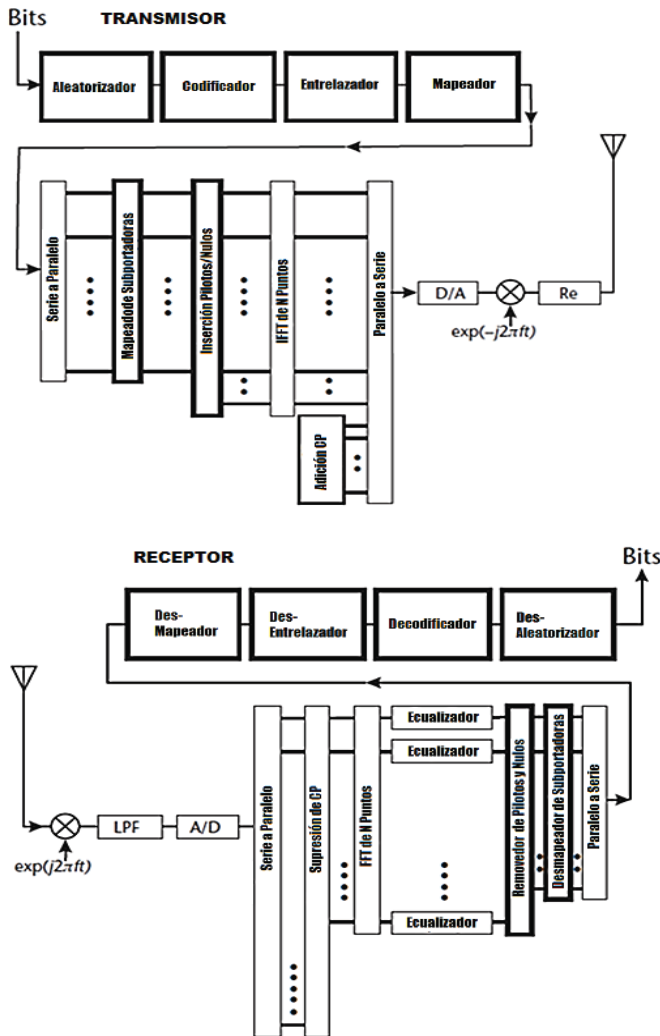 Bits
TRANSMISOR
Aleatorizador
Codificador
Entrelazador
Mapeador
Serie a Paralelo
Mapeadode Subportadoras
Inserción Pilotos/Nulos
IFFT de N Puntos
Paralelo a Serie
D/A
Re
exp(-j2πft)
Adición CP
RECEPTOR
Bits
Des-
Mapeador
Des-
Entrelazador
Decodificador
Des-
Aleatorizador
LPF
A/D
exp(j2πft)
Serie a Paralelo
Supresión de CP
FFT de N Puntos
Ecualizador
Ecualizador
Ecualizador
Removedor de Pilotos y Nulos
Desmapeador de Subportadoras
Paralelo a Serie